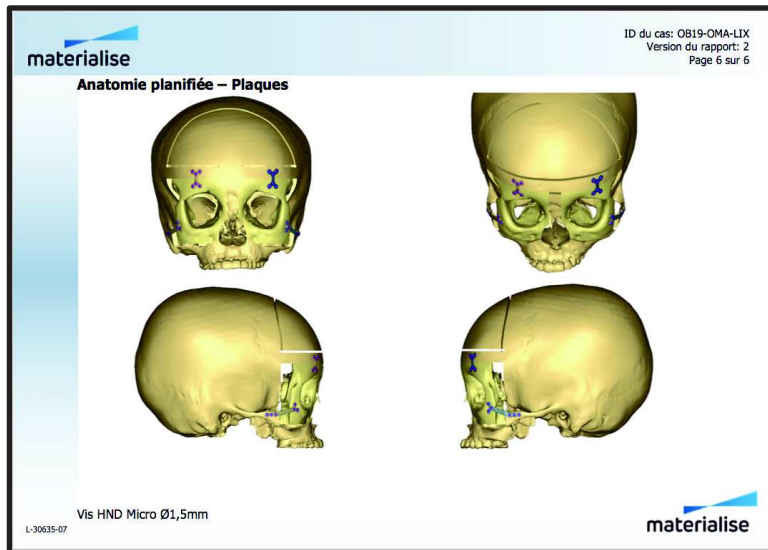 materialise
ID du cas: OB19-OMA-LIX
Version du rapport: 2
Page 6 sur 6
Anatomie planifiée – Plaques
Vis HND Micro Ø1,5mm
L-30635-07
materialise